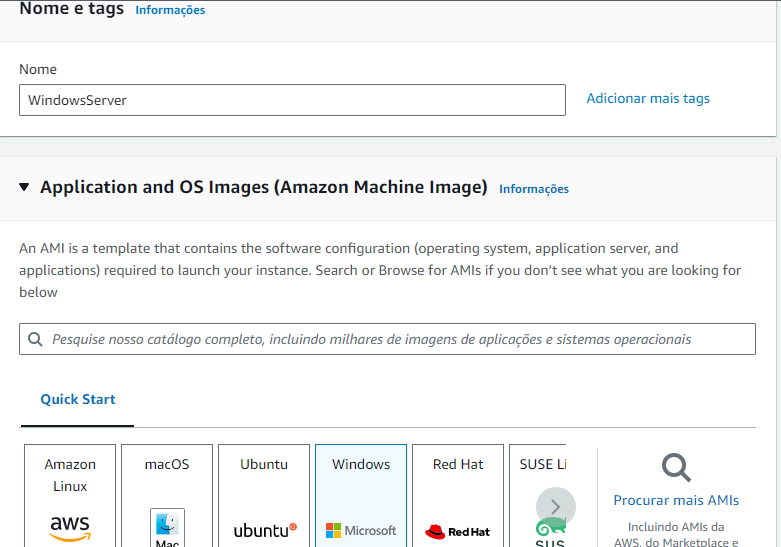 Nome e tags Informações
Nome
WindowsServer
Adicionar mais tags
Application and OS Images (Amazon Machine Image) Informações
An AMI is a template that contains the software configuration (operating system, application server, and
applications) required to launch your instance. Search or Browse for AMIs if you don't see what you are looking for
below
Pesquise nosso catálogo completo, incluindo milhares de imagens de aplicações e sistemas operacionais
Quick Start
Amazon
Linux
aws
macOS
Mac
Ubuntu
ubuntu
Windows
Microsoft
Red Hat
Red Hat
SUSE Li
SUS
Procurar mais AMIs
Incluindo AMIs da
AWS, do Marketplace e